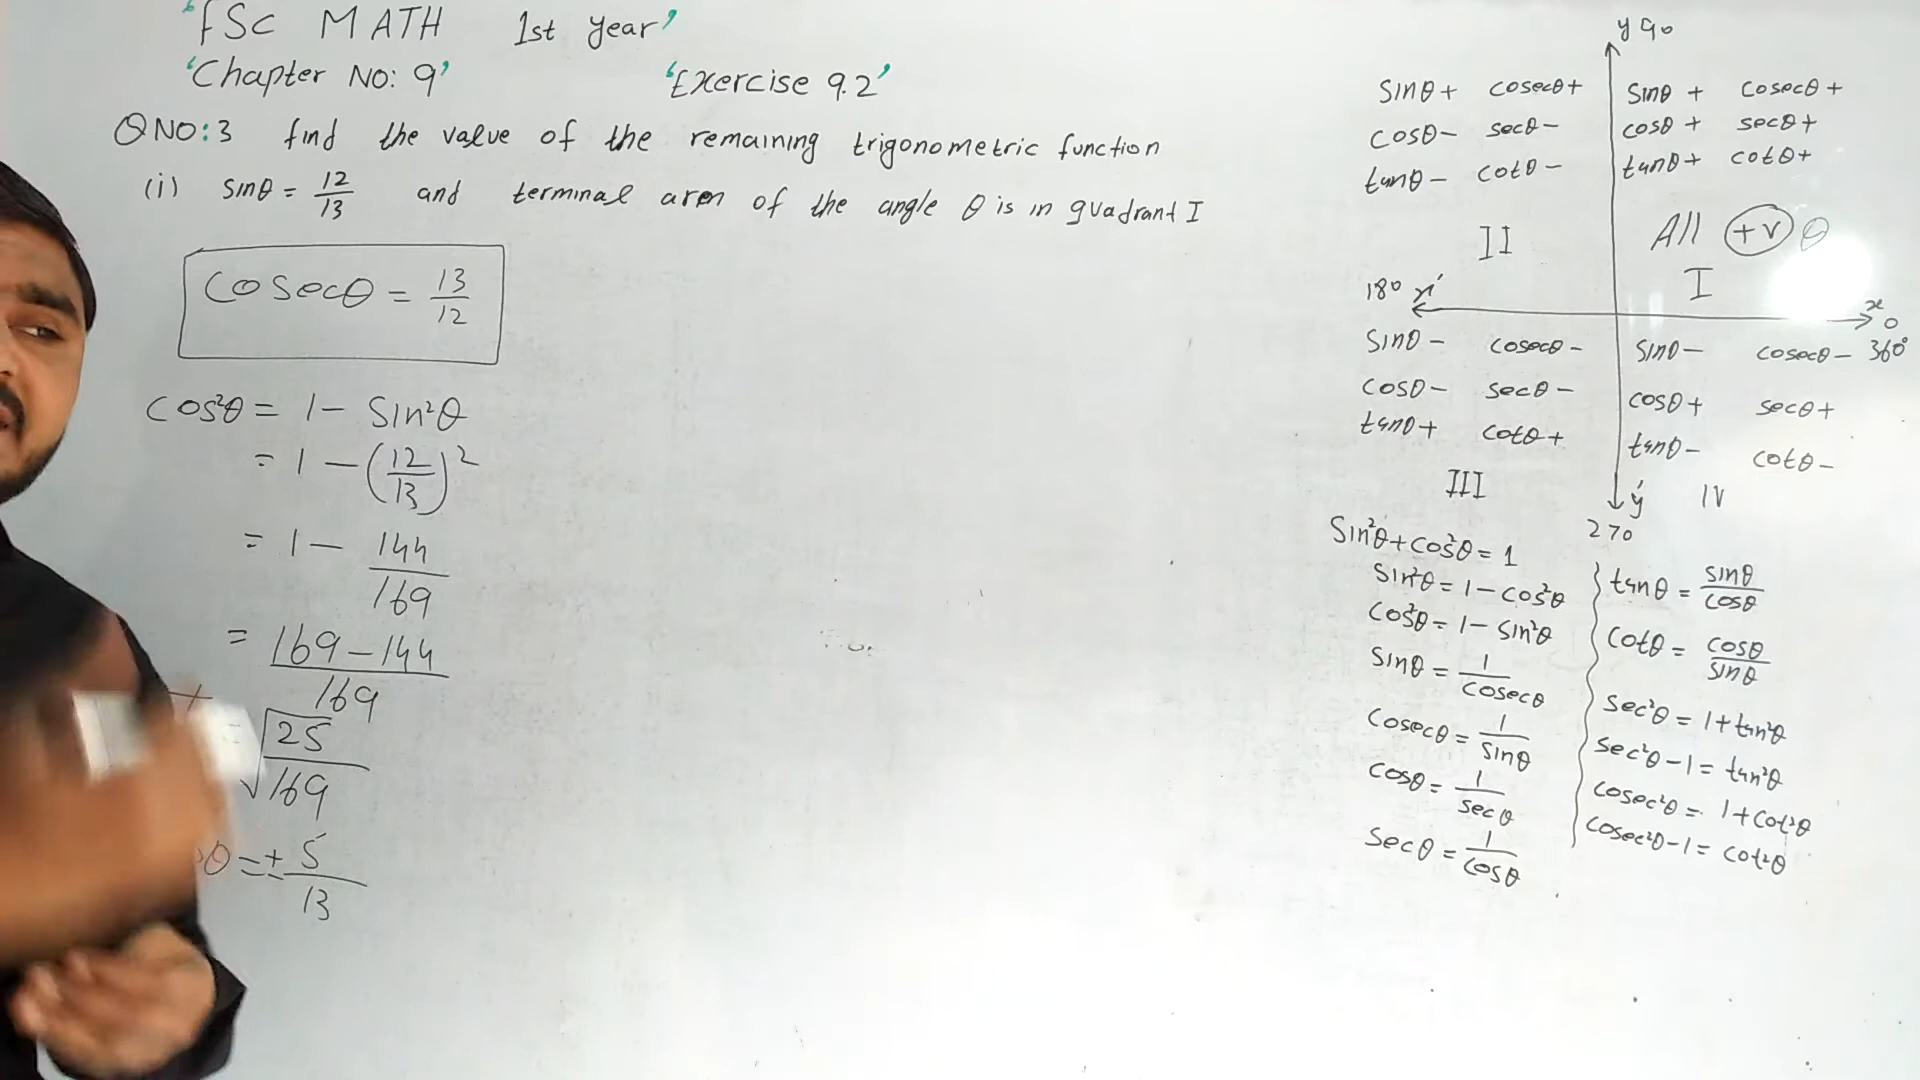 'FSC MATH 1st year'
'Chapter No: 9' 'Exercise 9.2'
QNO:3 find the value of the remaining trigonometric function
(i) sinθ = 12/13 and terminal arm of the angle θ is in quadrant I
Cosecθ = 13/12
Cos²θ = 1 - Sin²θ
= 1 - (12/13)²
= 1 - 144/169
= 169-144/169
= √25/169
θ = ± 5/13
y 90
Sinθ + cosecθ+
cosθ- secθ-
tanθ- cotθ-
II
Sinθ + cosecθ+
cosθ + secθ+
tanθ+ cotθ+
All +v θ
I
180 x'
x 0
360°
Sinθ - cosecθ-
cosθ- secθ-
tanθ+ cotθ+
III
Sinθ- cosecθ-
cosθ+ secθ+
tanθ- cotθ-
IV
y'
270
Sin²θ+cos²θ=1
Sin²θ=1-cos²θ
Cos²θ=1-sin²θ
Sinθ = 1/cosecθ
Cosecθ = 1/sinθ
Cosθ= 1/secθ
Secθ = 1/cosθ
tanθ = sinθ/cosθ
Cotθ = cosθ/sinθ
Sec²θ = 1+tan²θ
Sec²θ-1= tan²θ
Cosec²θ = 1+cot²θ
Cosec²θ-1= cot²θ